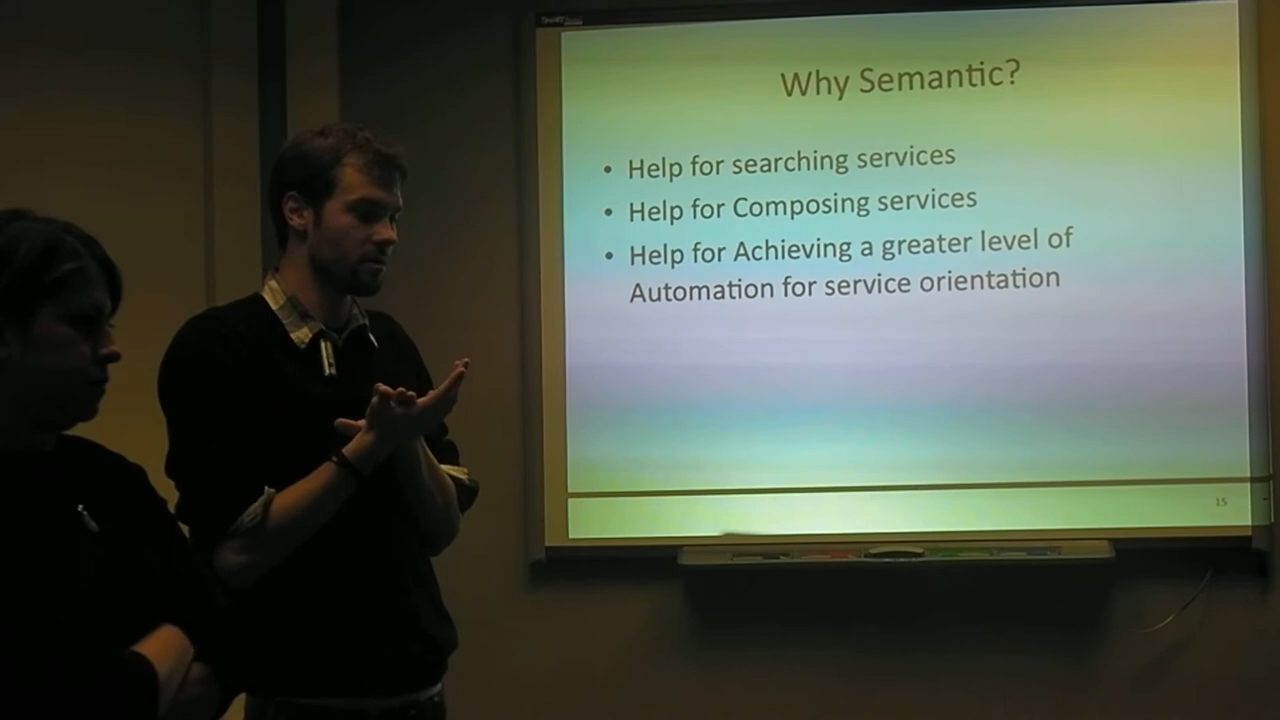 SMART
Why Semantic?
• Help for searching services
• Help for Composing services
• Help for Achieving a greater level of
Automation for service orientation
15